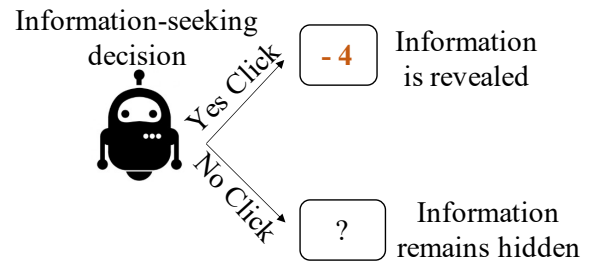 Information-seeking
decision
Yes Click
- 4
Information
is revealed
No Click
?
Information
remains hidden